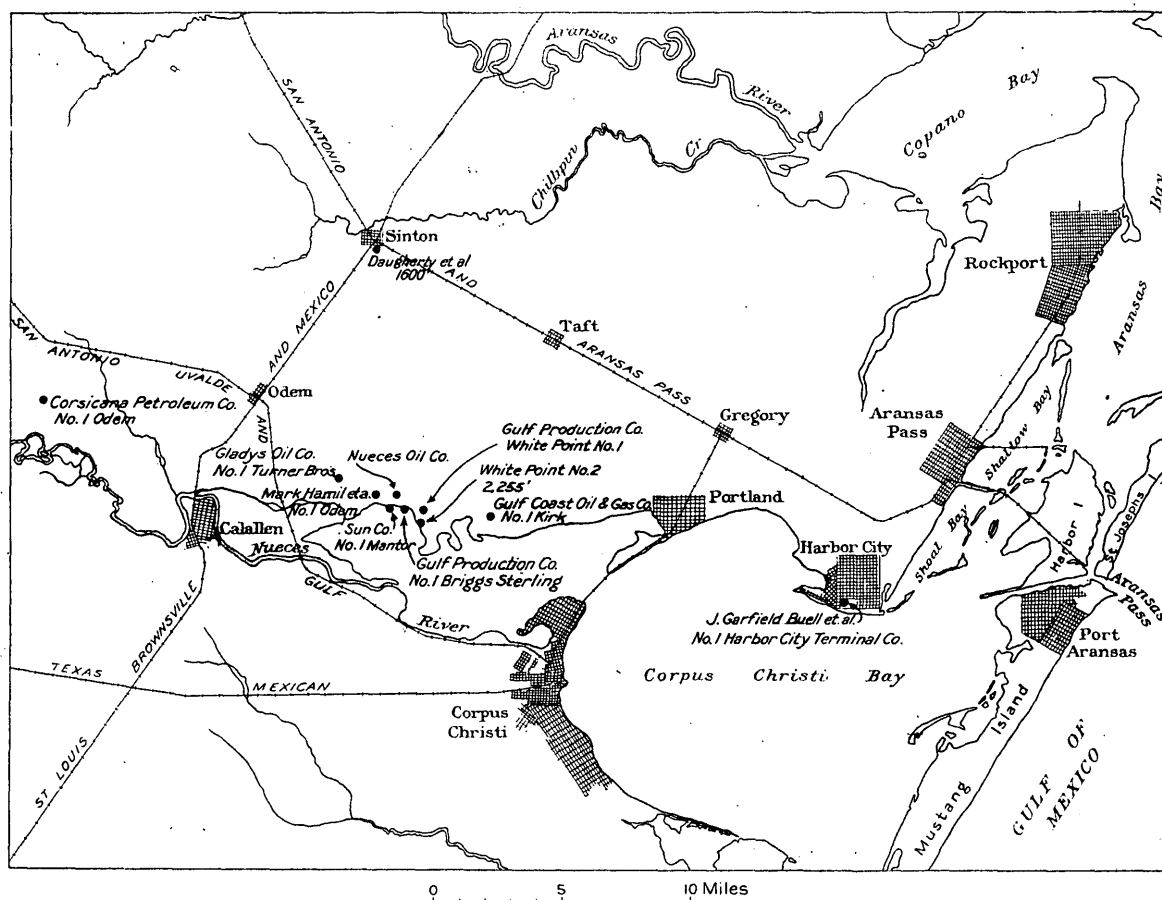 Aransas
River
Copano
Bay
SAN ANTONIO
Chiltipin
Cr
Bay
Sinton
Daugherty et al
1600'
AND
Rockport
AND MEXICO
Taft
ARANSAS PASS
Aransas
SAN ANTONIO
UVALDE
Odem
AND
Corsicana Petroleum Co.
No. 1 Odem
Gregory
Aransas
Pass
Shallow Bay
Gulf Production Co.
White Point No. 1
Gladys Oil Co.
No. 1 Turner Bros.
Nueces Oil Co.
White Point No. 2
2,255'
Mark Hamil et a.
No. 1 Odem
Gulf Coast Oil & Gas Co
No. 1 Kirk
Portland
Sun Co.
No. 1 Mantor
Calallen
Nueces
Gulf Production Co.
No. 1 Briggs Sterling
Harbor City
Shoal Bay
Harbor I
St Josephs
Aransas
Pass
GULF
River
J. Garfield Buell et al.
No. 1 Harbor City Terminal Co.
Port
Aransas
BROWNSVILLE
TEXAS
MEXICAN
Corpus Christi Bay
Corpus
Christi
ST LOUIS
Mustang
Island
GULF OF
MEXICO
0 5 10 Miles